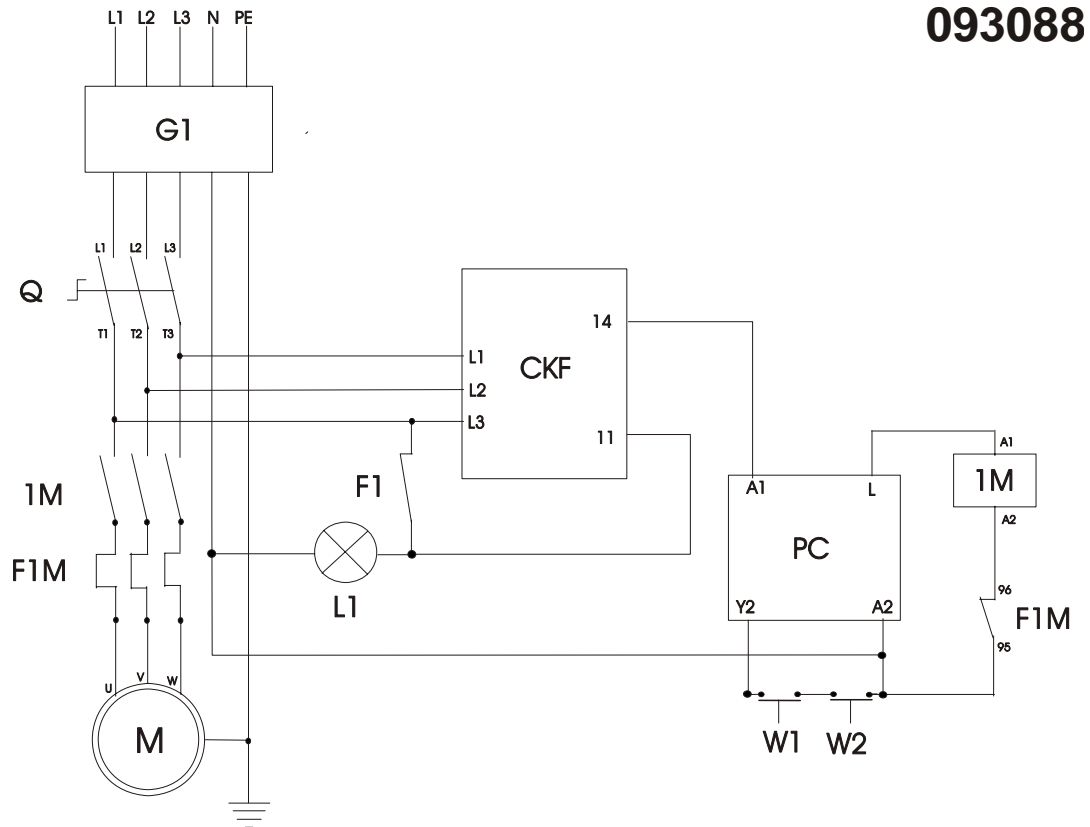 093088
L1 L2 L3 N PE
G1
L1 L2 L3
Q
T1 T2 T3
14
L1
CKF
L2
L3
11
A1
1M
F1
A1 L
1M
A2
PC
F1M
96
L1
Y2 A2
F1M
95
U V W
M
W1 W2